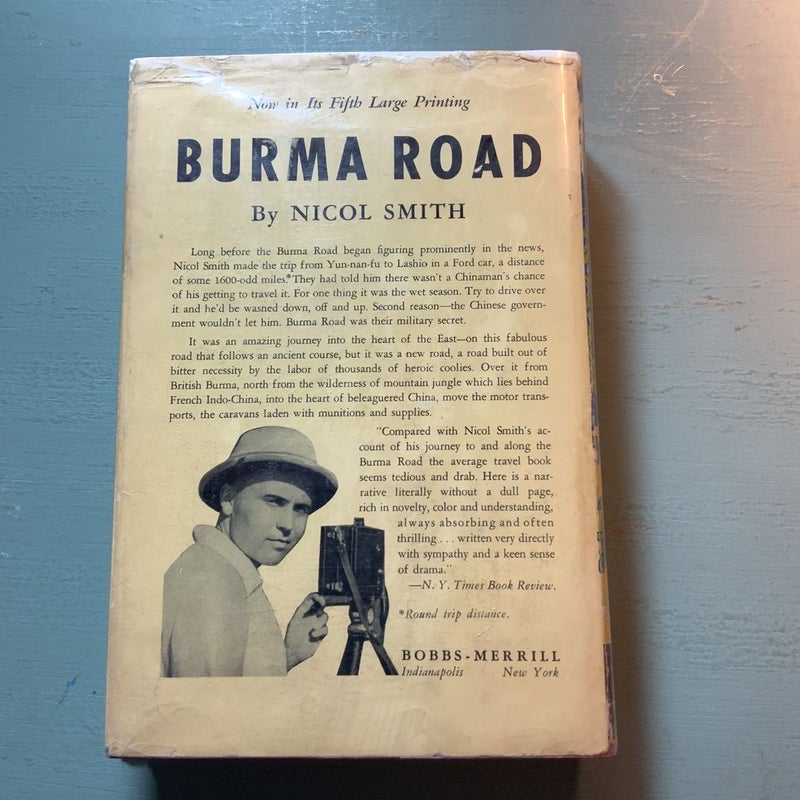 Now in Its Fifth Large Printing
BURMA ROAD
By NICOL SMITH
Long before the Burma Road began figuring prominently in the news,
Nicol Smith made the trip from Yun-nan-fu to Lashio in a Ford car, a distance
of some 1600-odd miles.* They had told him there wasn't a Chinaman's chance
of his getting to travel it. For one thing it was the wet season. Try to drive over
it and he'd be washed down, off and up. Second reason—the Chinese govern-
ment wouldn't let him. Burma Road was their military secret.
It was an amazing journey into the heart of the East—on this fabulous
road that follows an ancient course, but it was a new road, a road built out of
bitter necessity by the labor of thousands of heroic coolies. Over it from
British Burma, north from the wilderness of mountain jungle which lies behind
French Indo-China, into the heart of beleaguered China, move the motor trans-
ports, the caravans laden with munitions and supplies.
"Compared with Nicol Smith's ac-
count of his journey to and along the
Burma Road the average travel book
seems tedious and drab. Here is a nar-
rative literally without a dull page,
rich in novelty, color and understanding,
always absorbing and often
thrilling . . . written very directly
with sympathy and a keen sense
of drama."
—N. Y. Times Book Review.
*Round trip distance.
BOBBS-MERRILL
Indianapolis New York